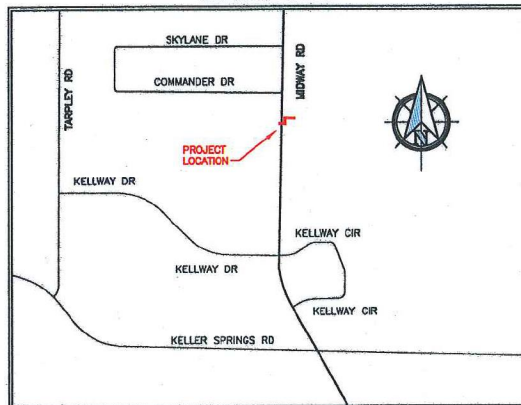 SKYLANE DR
MIDWAY RD
TARPLEY RD
COMMANDER DR
PROJECT
LOCATION
N
KELLWAY DR
KELLWAY CIR
KELLWAY DR
KELLWAY CIR
KELLER SPRINGS RD